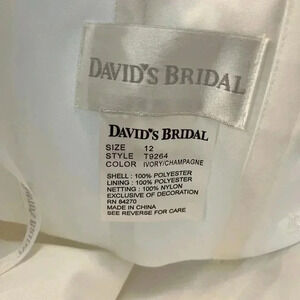 DAVID'S BRIDAL
DAVID'S BRIDAL
SIZE 12
STYLE T9264
COLOR IVORY/CHAMPAGNE
SHELL : 100% POLYESTER
LINING : 100% POLYESTER
NETTING : 100% NYLON
EXCLUSIVE OF DECORATION
RN 84270
MADE IN CHINA
SEE REVERSE FOR CARE